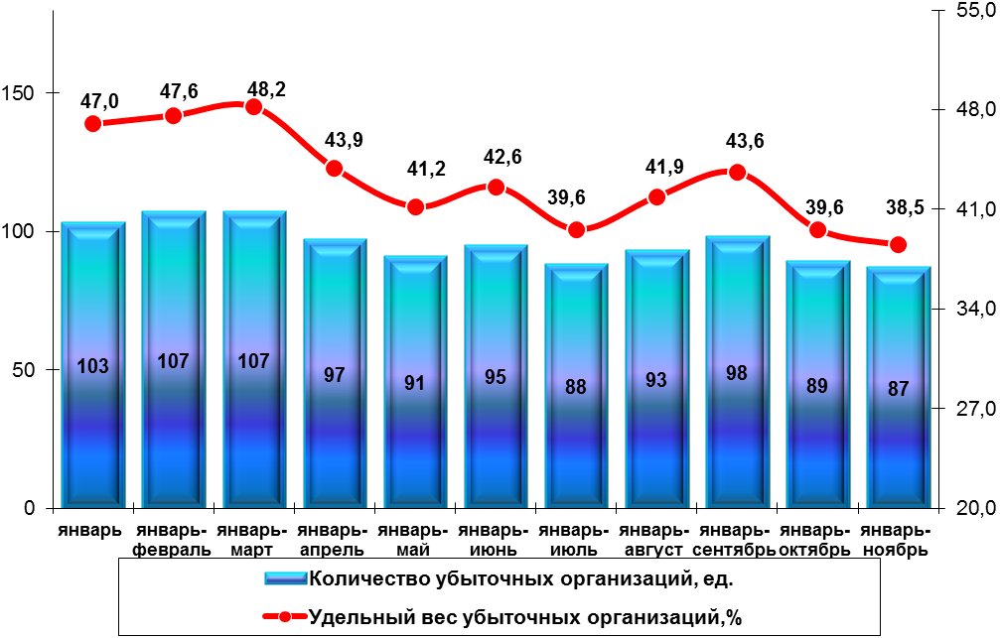 55,0
150
48,0
100
41,0
34,0
50
27,0
0
20,0
47,0
47,6
48,2
43,9
41,2
42,6
39,6
41,9
43,6
39,6
38,5
103
107
107
97
91
95
88
93
98
89
87
январь
январь-
февраль
январь-
март
январь-
апрель
январь-
май
январь-
июнь
январь-
июль
январь-
август
январь-
сентябрь
январь-
октябрь
январь-
ноябрь
Количество убыточных организаций, ед.
Удельный вес убыточных организаций,%